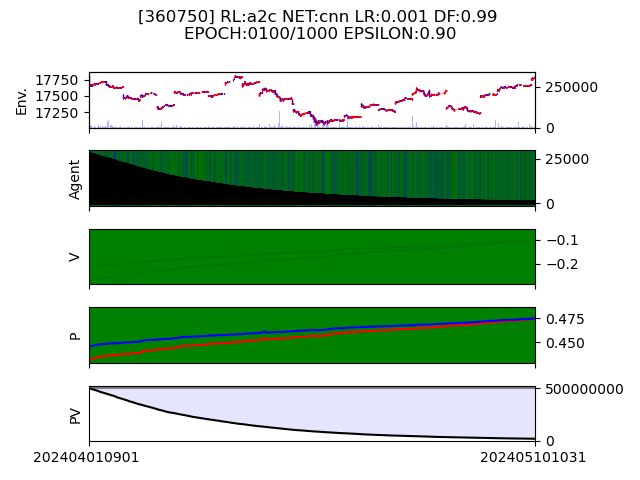 [360750] RL:a2c NET:cnn LR:0.001 DF:0.99
EPOCH:0100/1000 EPSILON:0.90
Env.
17750
17500
17250
250000
0
Agent
25000
0
V
−0.1
−0.2
P
0.475
0.450
PV
500000000
0
202404010901
202405101031